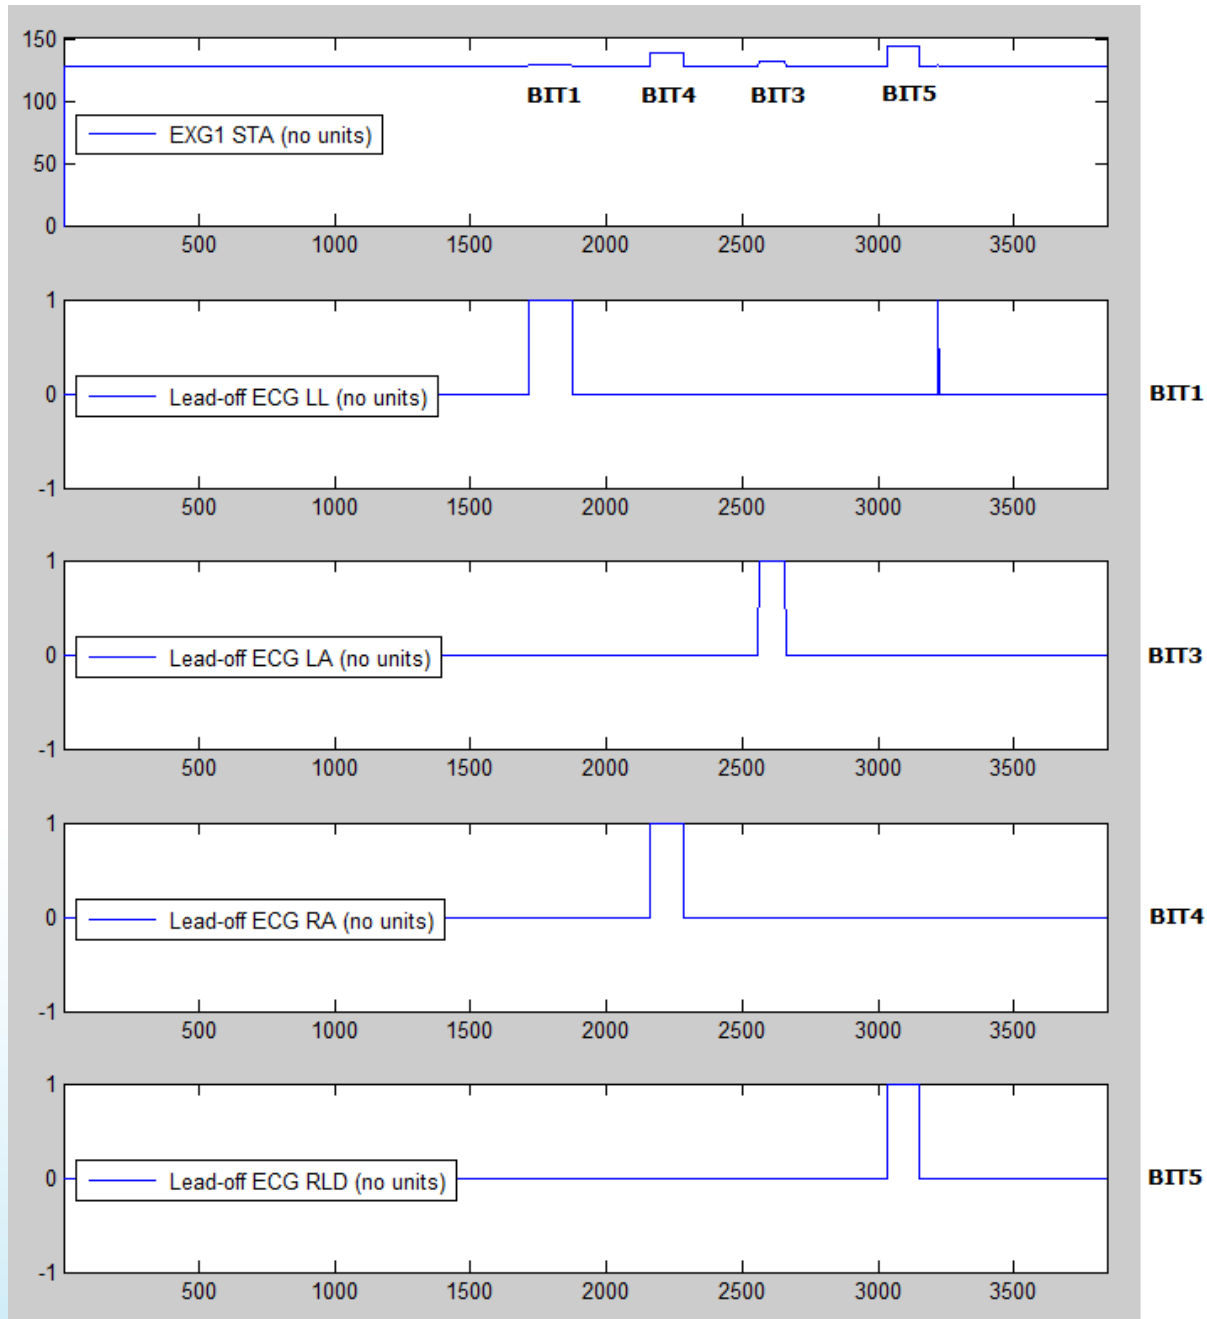 150
100
50
0
BIT1 BIT4 BIT3 BIT5
EXG1 STA (no units)
500 1000 1500 2000 2500 3000 3500
1
0
-1
Lead-off ECG LL (no units)
BIT1
500 1000 1500 2000 2500 3000 3500
1
0
-1
Lead-off ECG LA (no units)
BIT3
500 1000 1500 2000 2500 3000 3500
1
0
-1
Lead-off ECG RA (no units)
BIT4
500 1000 1500 2000 2500 3000 3500
1
0
-1
Lead-off ECG RLD (no units)
BIT5
500 1000 1500 2000 2500 3000 3500